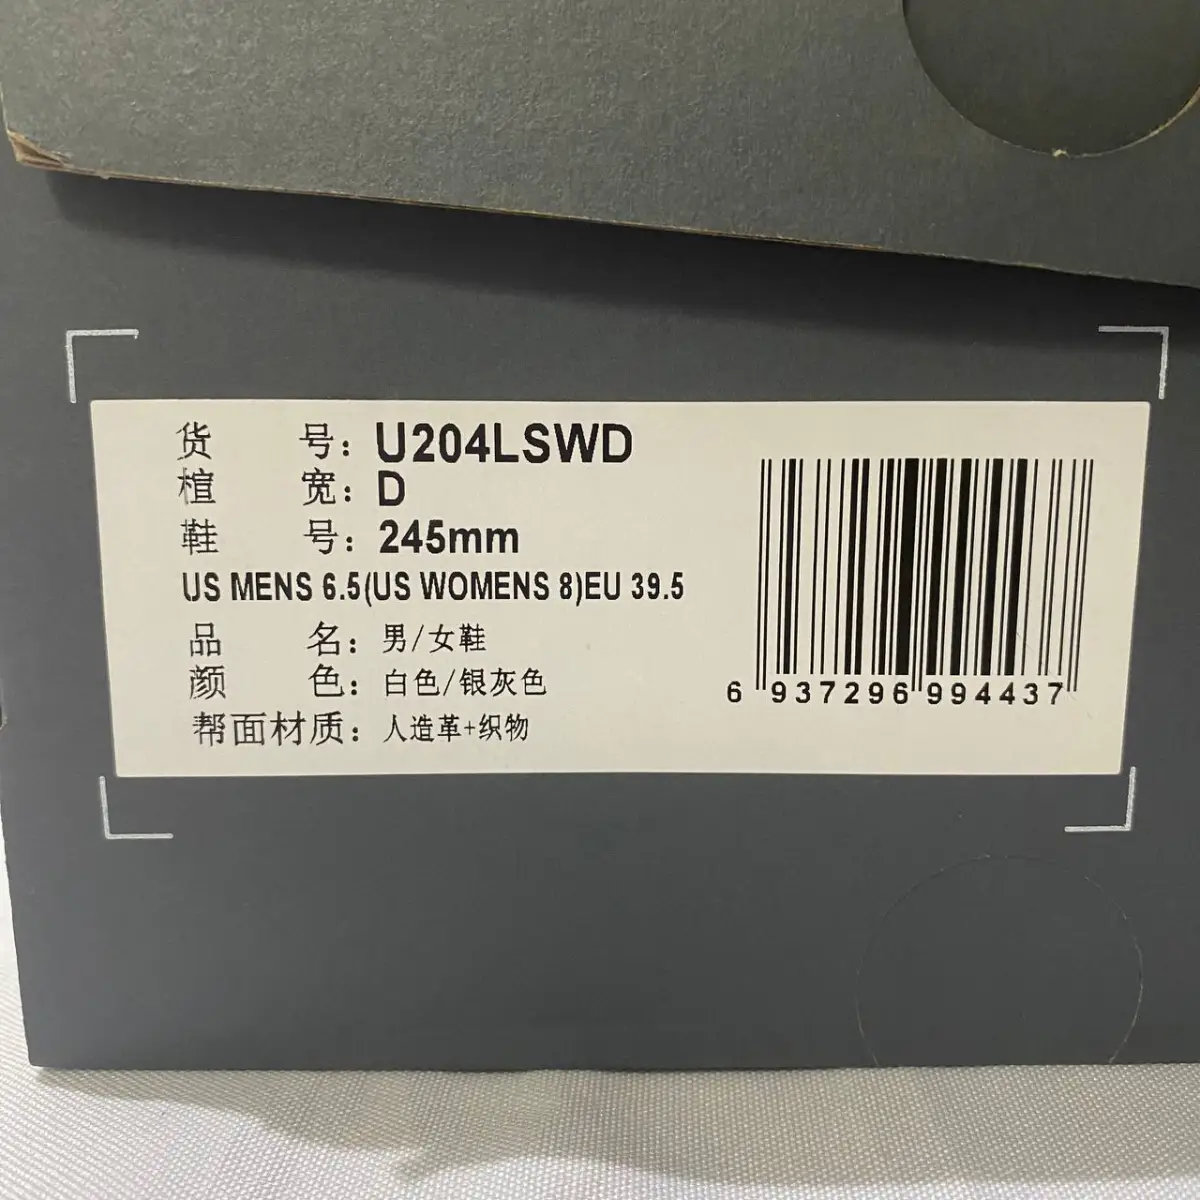 货 号: U204LSWD
楦 宽: D
鞋 号: 245mm
US MENS 6.5(US WOMENS 8)EU 39.5
品 名: 男/女鞋
颜 色: 白色/银灰色
帮面材质: 人造革+织物
6 937296 994437